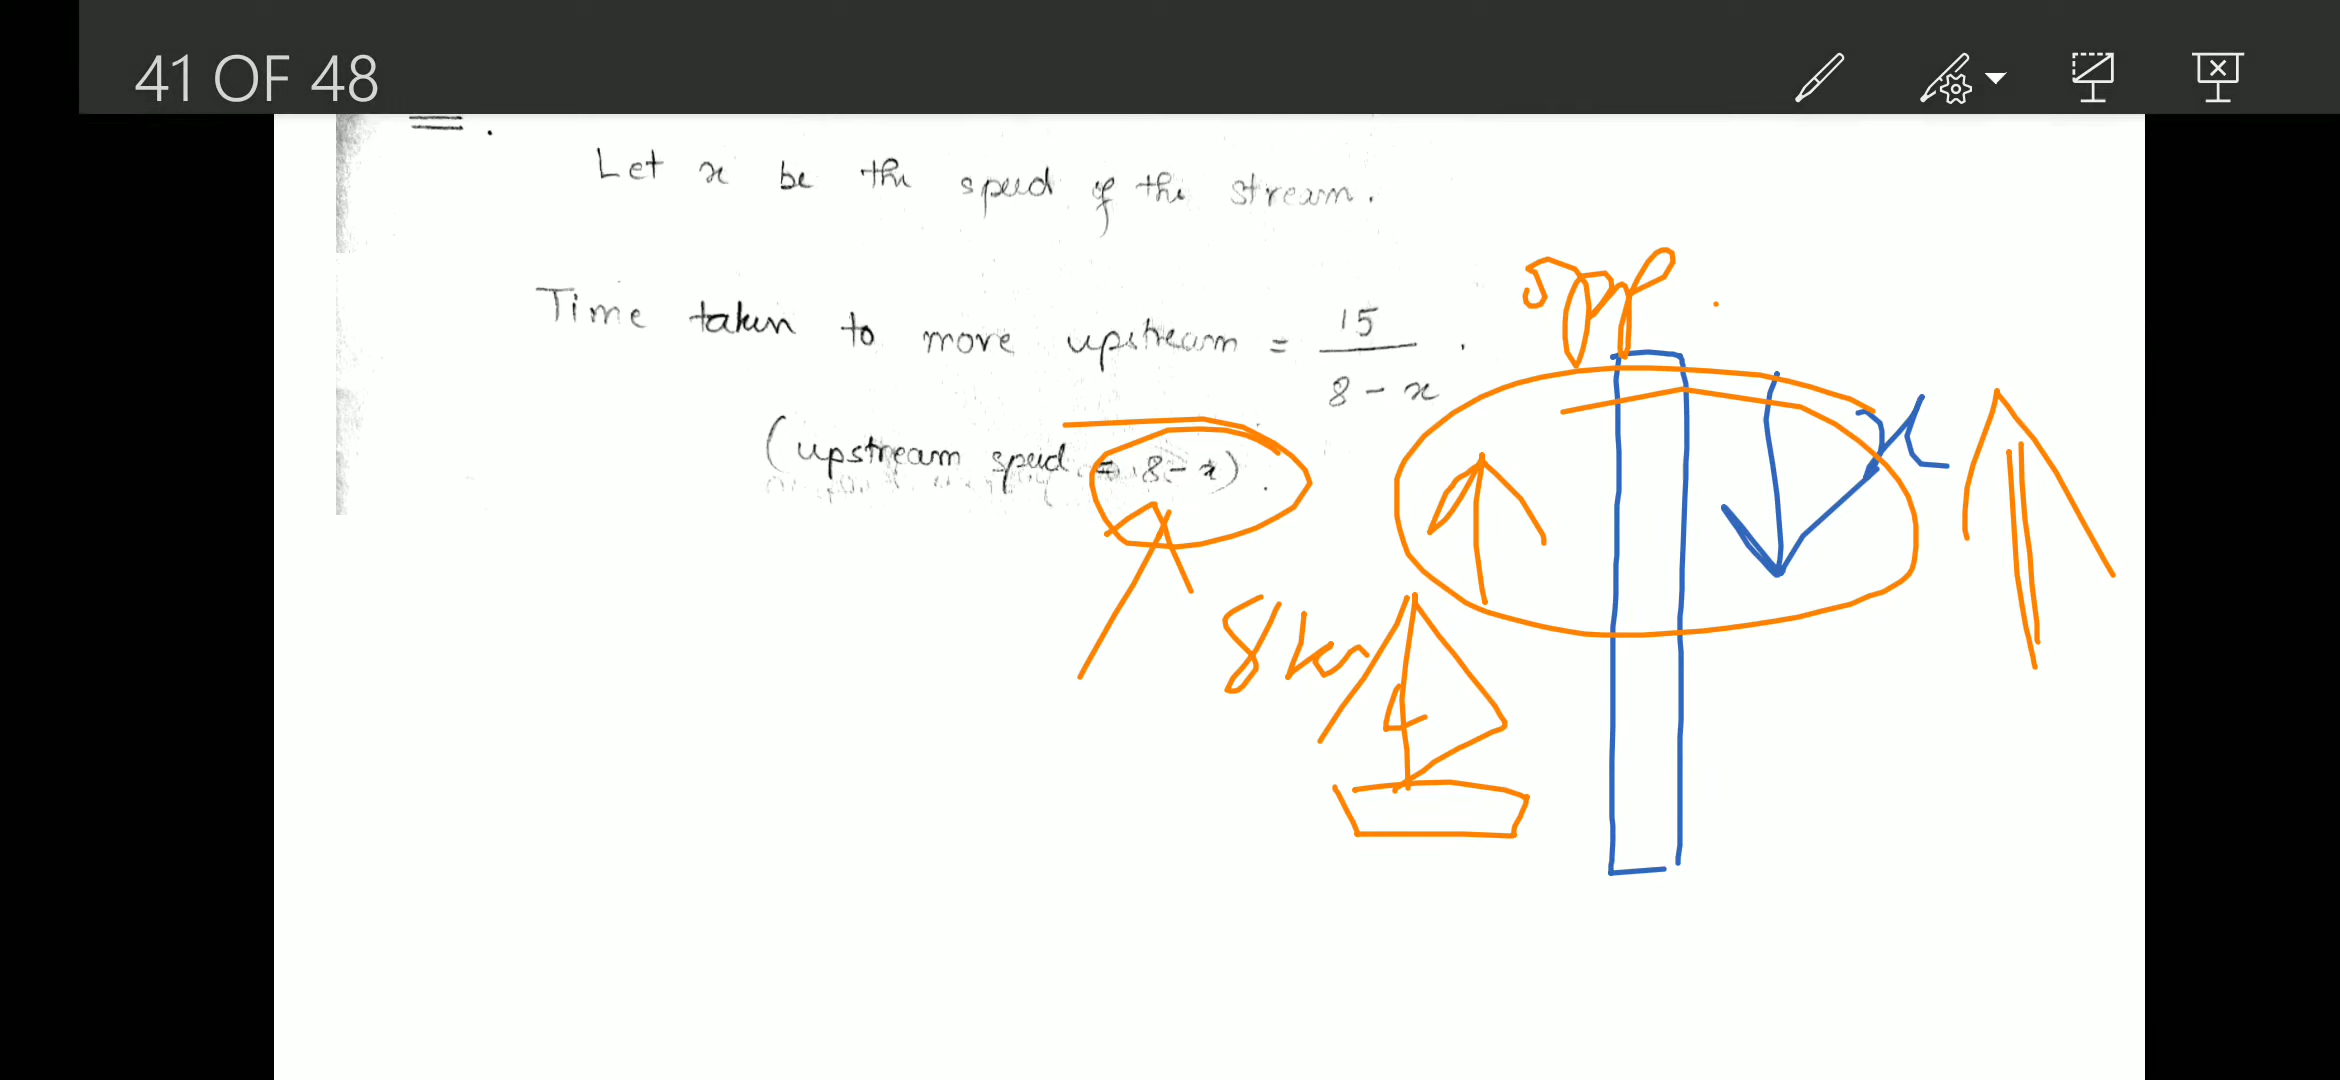 41 OF 48
Let x be the speed of the stream.
Time taken to move upstream = 15 / 8 - x .
(upstream speed = 8 - x) .
opp .
x
8 km